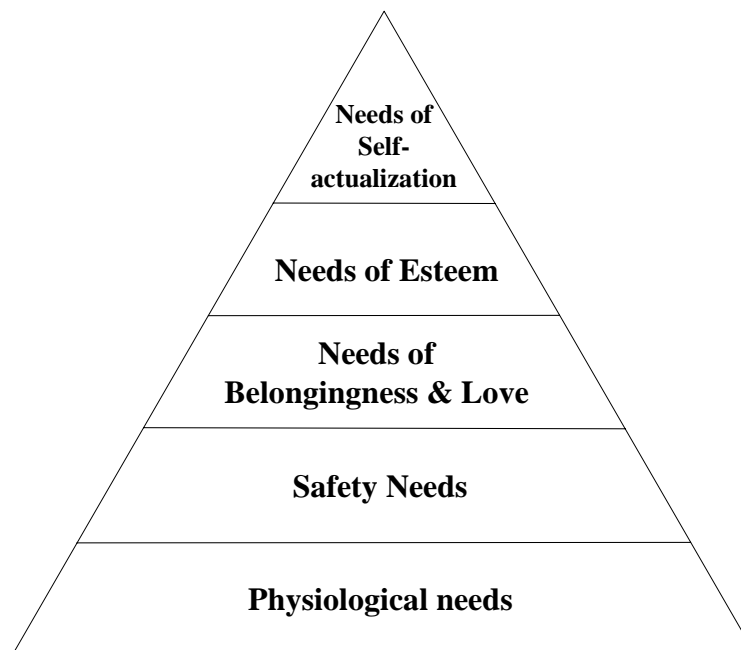 Needs of
Self-
actualization
Needs of Esteem
Needs of
Belongingness & Love
Safety Needs
Physiological needs